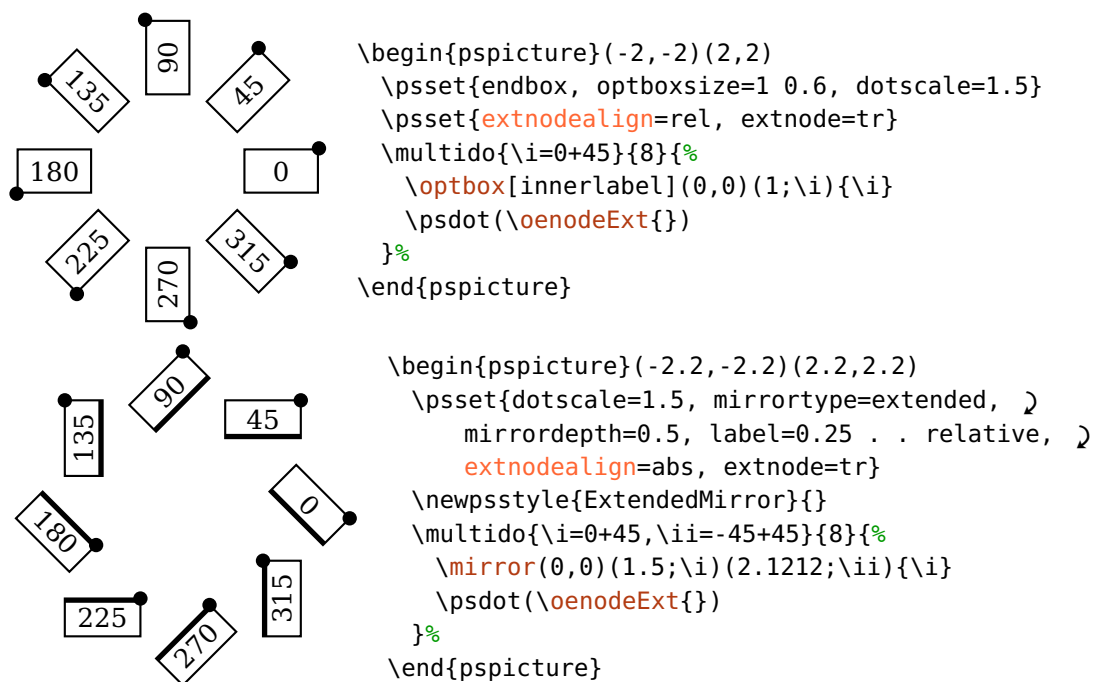 90
135
45
180
0
225
315
270
\begin{pspicture}(-2,-2)(2,2)
\psset{endbox, optboxsize=1 0.6, dotscale=1.5}
\psset{extnodealign=rel, extnode=tr}
\multido{\i=0+45}{8}{%
\optbox[innerlabel](0,0)(1;\i){\i}
\psdot(\oenodeExt{})
}%
\end{pspicture}
90
45
135
0
180
315
225
270
\begin{pspicture}(-2.2,-2.2)(2.2,2.2)
\psset{dotscale=1.5, mirrortype=extended,
mirrordepth=0.5, label=0.25 . . relative,
extnodealign=abs, extnode=tr}
\newpsstyle{ExtendedMirror}{}
\multido{\i=0+45,\ii=-45+45}{8}{%
\mirror(0,0)(1.5;\i)(2.1212;\ii){\i}
\psdot(\oenodeExt{})
}%
\end{pspicture}